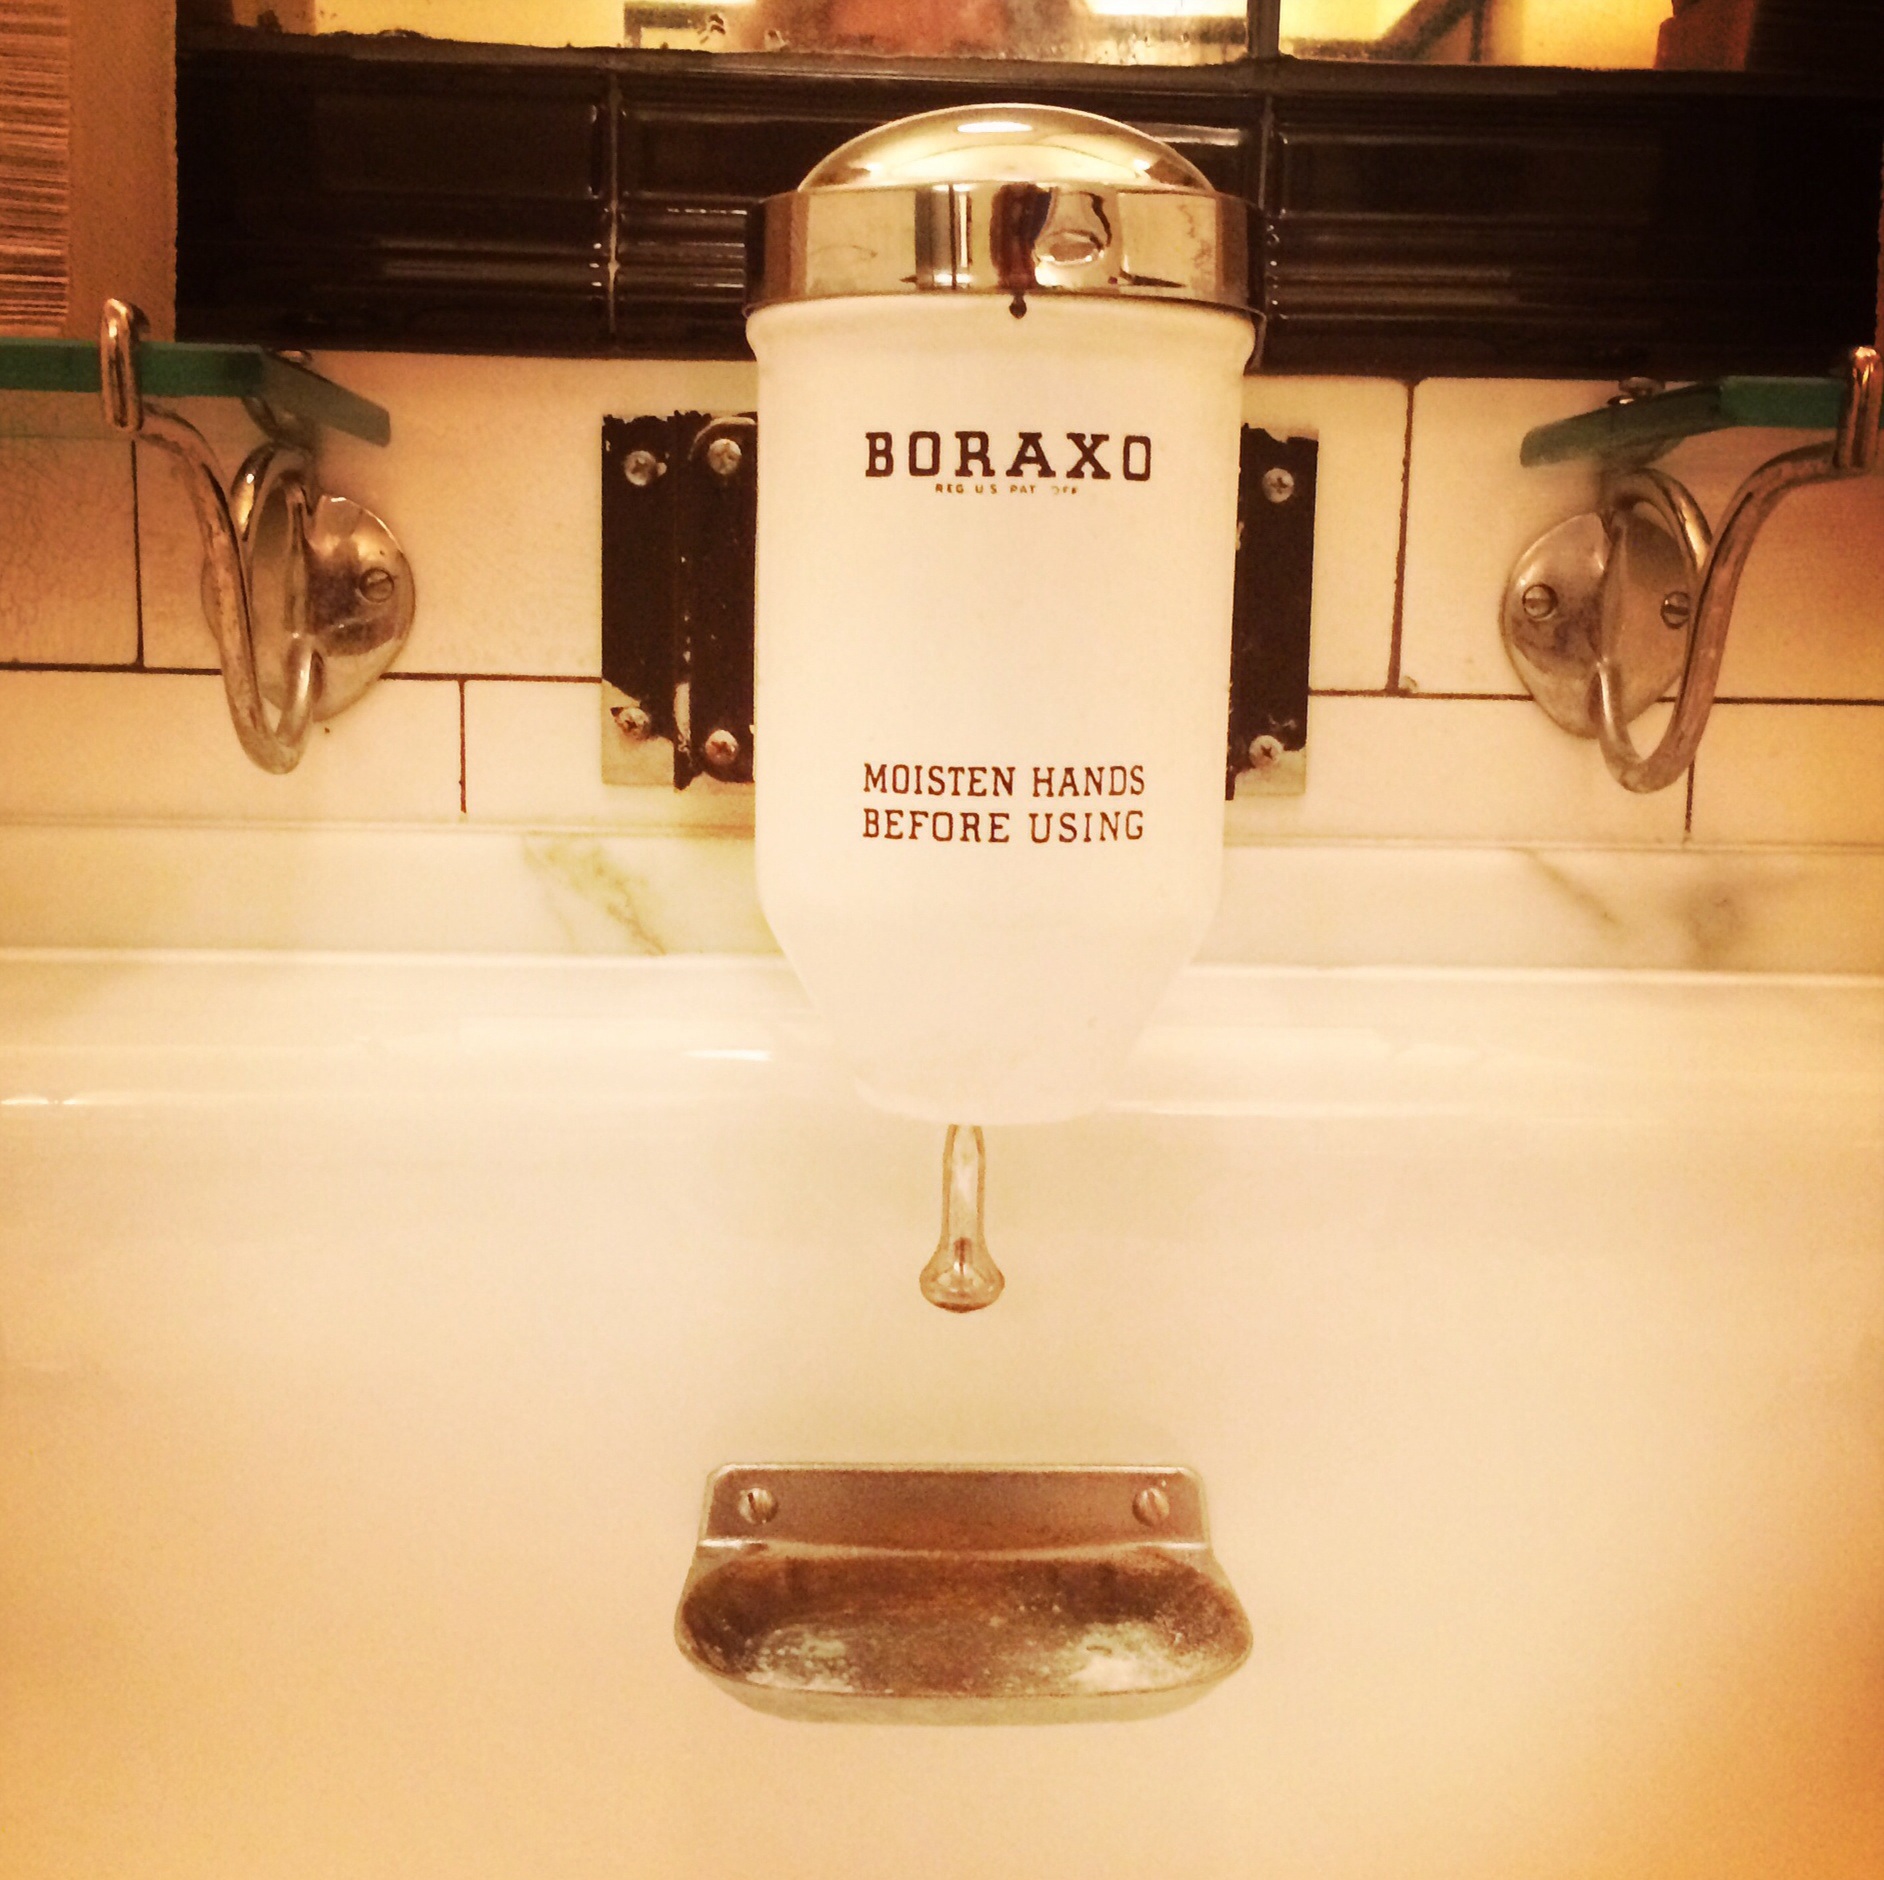 BORAXO
REG U S PAT OFF
MOISTEN HANDS
BEFORE USING